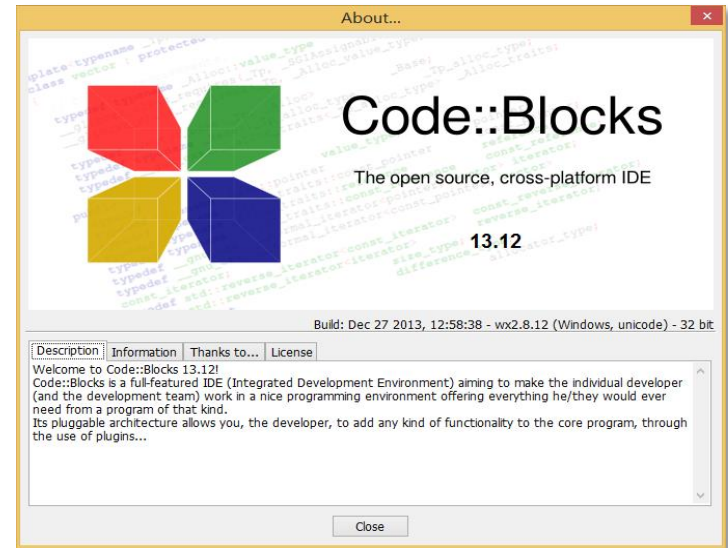 About...
Code::Blocks
The open source, cross-platform IDE
13.12
Build: Dec 27 2013, 12:58:38 - wx2.8.12 (Windows, unicode) - 32 bit
Description Information Thanks to... License
Welcome to Code::Blocks 13.12!
Code::Blocks is a full-featured IDE (Integrated Development Environment) aiming to make the individual developer
(and the development team) work in a nice programming environment offering everything he/they would ever
need from a program of that kind.
Its pluggable architecture allows you, the developer, to add any kind of functionality to the core program, through
the use of plugins...
Close